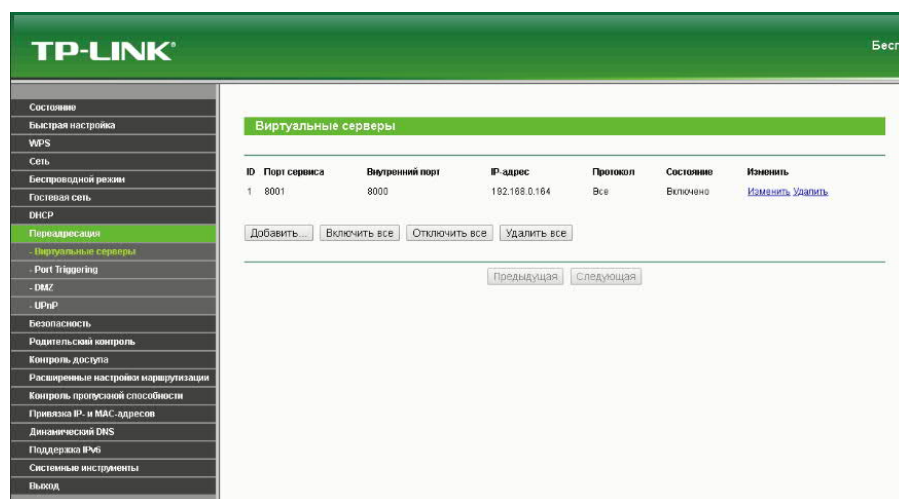 TP-LINK®
Бесп
Состояние
Быстрая настройка
WPS
Сеть
Беспроводной режим
Гостевая сеть
DHCP
Переадресация
- Виртуальные серверы
- Port Triggering
- DMZ
- UPnP
Безопасность
Родительский контроль
Контроль доступа
Расширенные настройки маршрутизации
Контроль пропускной способности
Привязка IP- и MAC-адресов
Динамический DNS
Поддержка IPv6
Системные инструменты
Выход
Виртуальные серверы
ID Порт сервиса Внутренний порт IP-адрес Протокол Состояние Изменить
1 8001 8000 192.168.0.164 Все Включено Изменить Удалить
Добавить... Включить все Отключить все Удалить все
Предыдущая Следующая